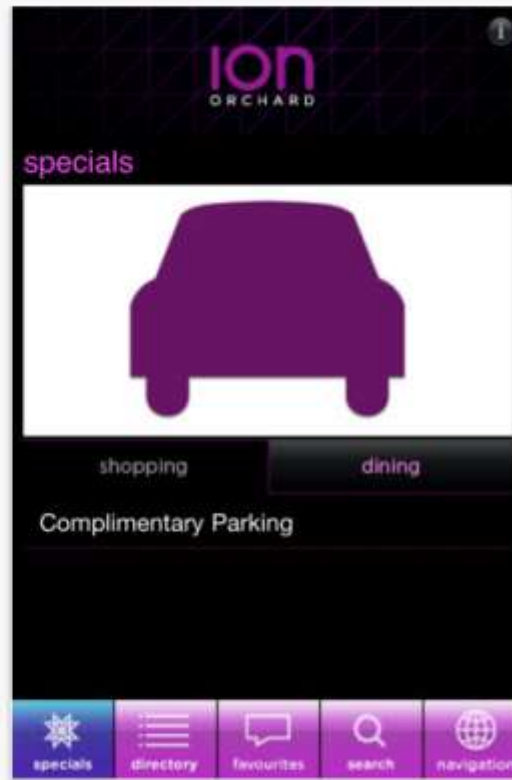 ion
ORCHARD
specials
shopping dining
Complimentary Parking
specials directory favourites search navigation